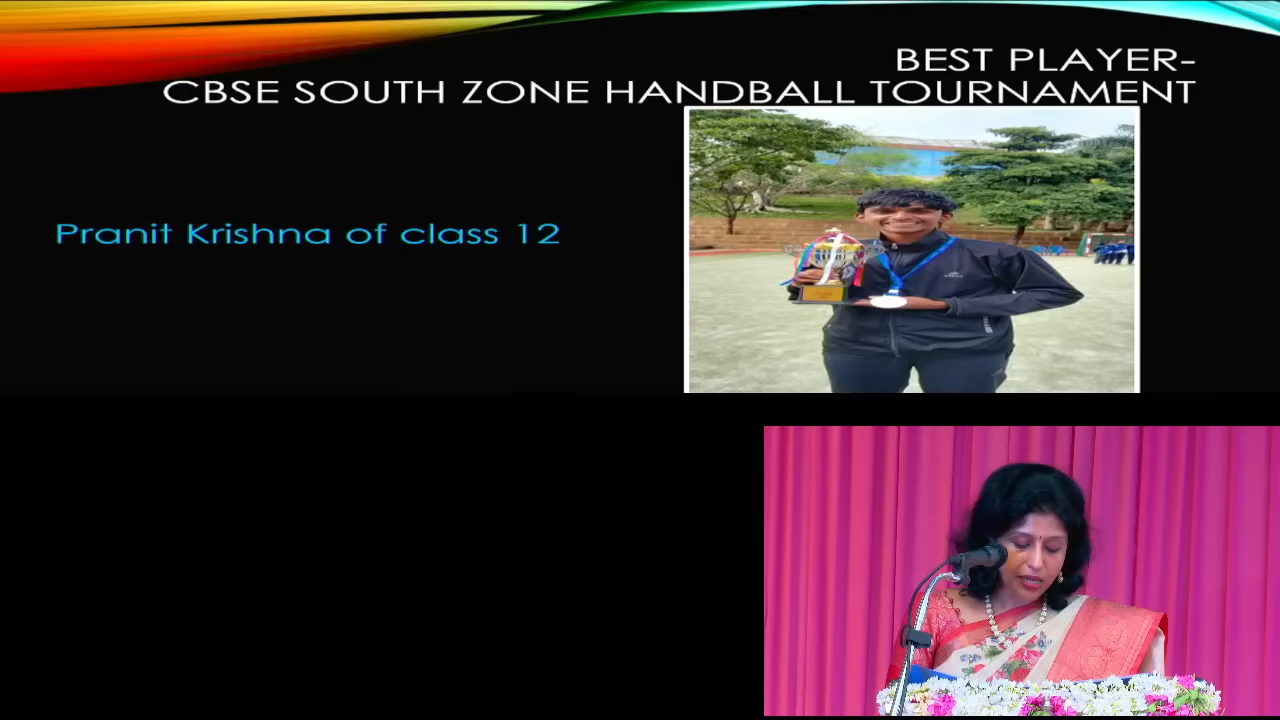 BEST PLAYER-
CBSE SOUTH ZONE HANDBALL TOURNAMENT
Pranit Krishna of class 12